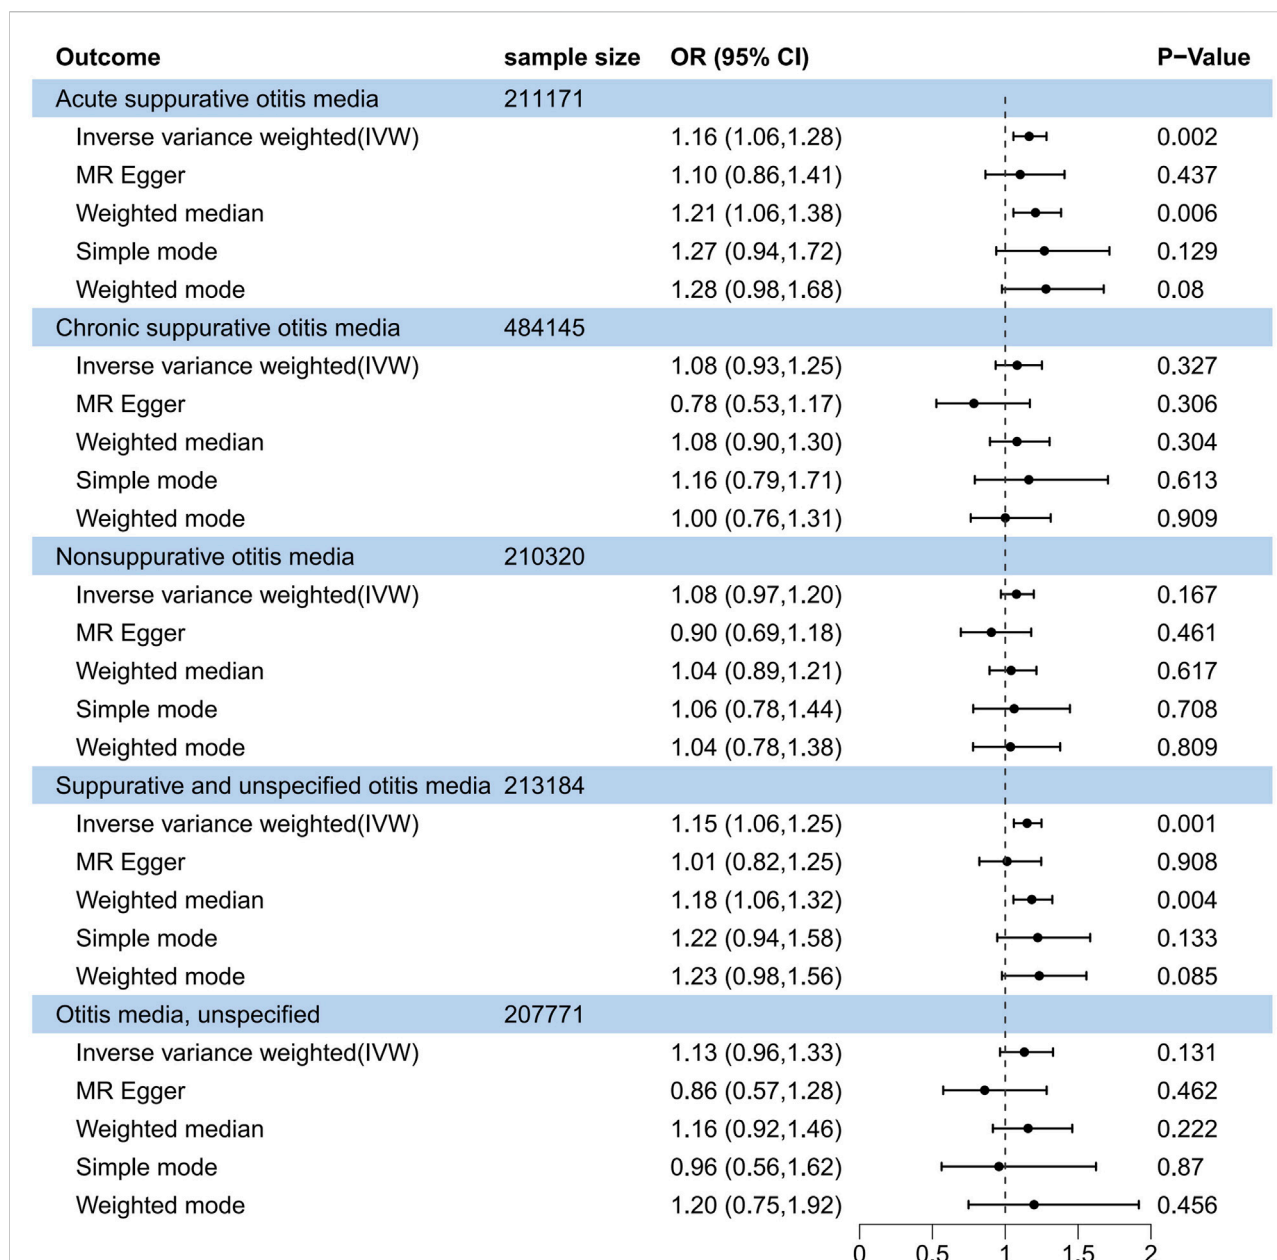 Outcome sample size OR (95% CI) P−Value
Acute suppurative otitis media 211171
Inverse variance weighted(IVW) 1.16 (1.06,1.28) 0.002
MR Egger 1.10 (0.86,1.41) 0.437
Weighted median 1.21 (1.06,1.38) 0.006
Simple mode 1.27 (0.94,1.72) 0.129
Weighted mode 1.28 (0.98,1.68) 0.08
Chronic suppurative otitis media 484145
Inverse variance weighted(IVW) 1.08 (0.93,1.25) 0.327
MR Egger 0.78 (0.53,1.17) 0.306
Weighted median 1.08 (0.90,1.30) 0.304
Simple mode 1.16 (0.79,1.71) 0.613
Weighted mode 1.00 (0.76,1.31) 0.909
Nonsuppurative otitis media 210320
Inverse variance weighted(IVW) 1.08 (0.97,1.20) 0.167
MR Egger 0.90 (0.69,1.18) 0.461
Weighted median 1.04 (0.89,1.21) 0.617
Simple mode 1.06 (0.78,1.44) 0.708
Weighted mode 1.04 (0.78,1.38) 0.809
Suppurative and unspecified otitis media 213184
Inverse variance weighted(IVW) 1.15 (1.06,1.25) 0.001
MR Egger 1.01 (0.82,1.25) 0.908
Weighted median 1.18 (1.06,1.32) 0.004
Simple mode 1.22 (0.94,1.58) 0.133
Weighted mode 1.23 (0.98,1.56) 0.085
Otitis media, unspecified 207771
Inverse variance weighted(IVW) 1.13 (0.96,1.33) 0.131
MR Egger 0.86 (0.57,1.28) 0.462
Weighted median 1.16 (0.92,1.46) 0.222
Simple mode 0.96 (0.56,1.62) 0.87
Weighted mode 1.20 (0.75,1.92) 0.456
0 0.5 1 1.5 2